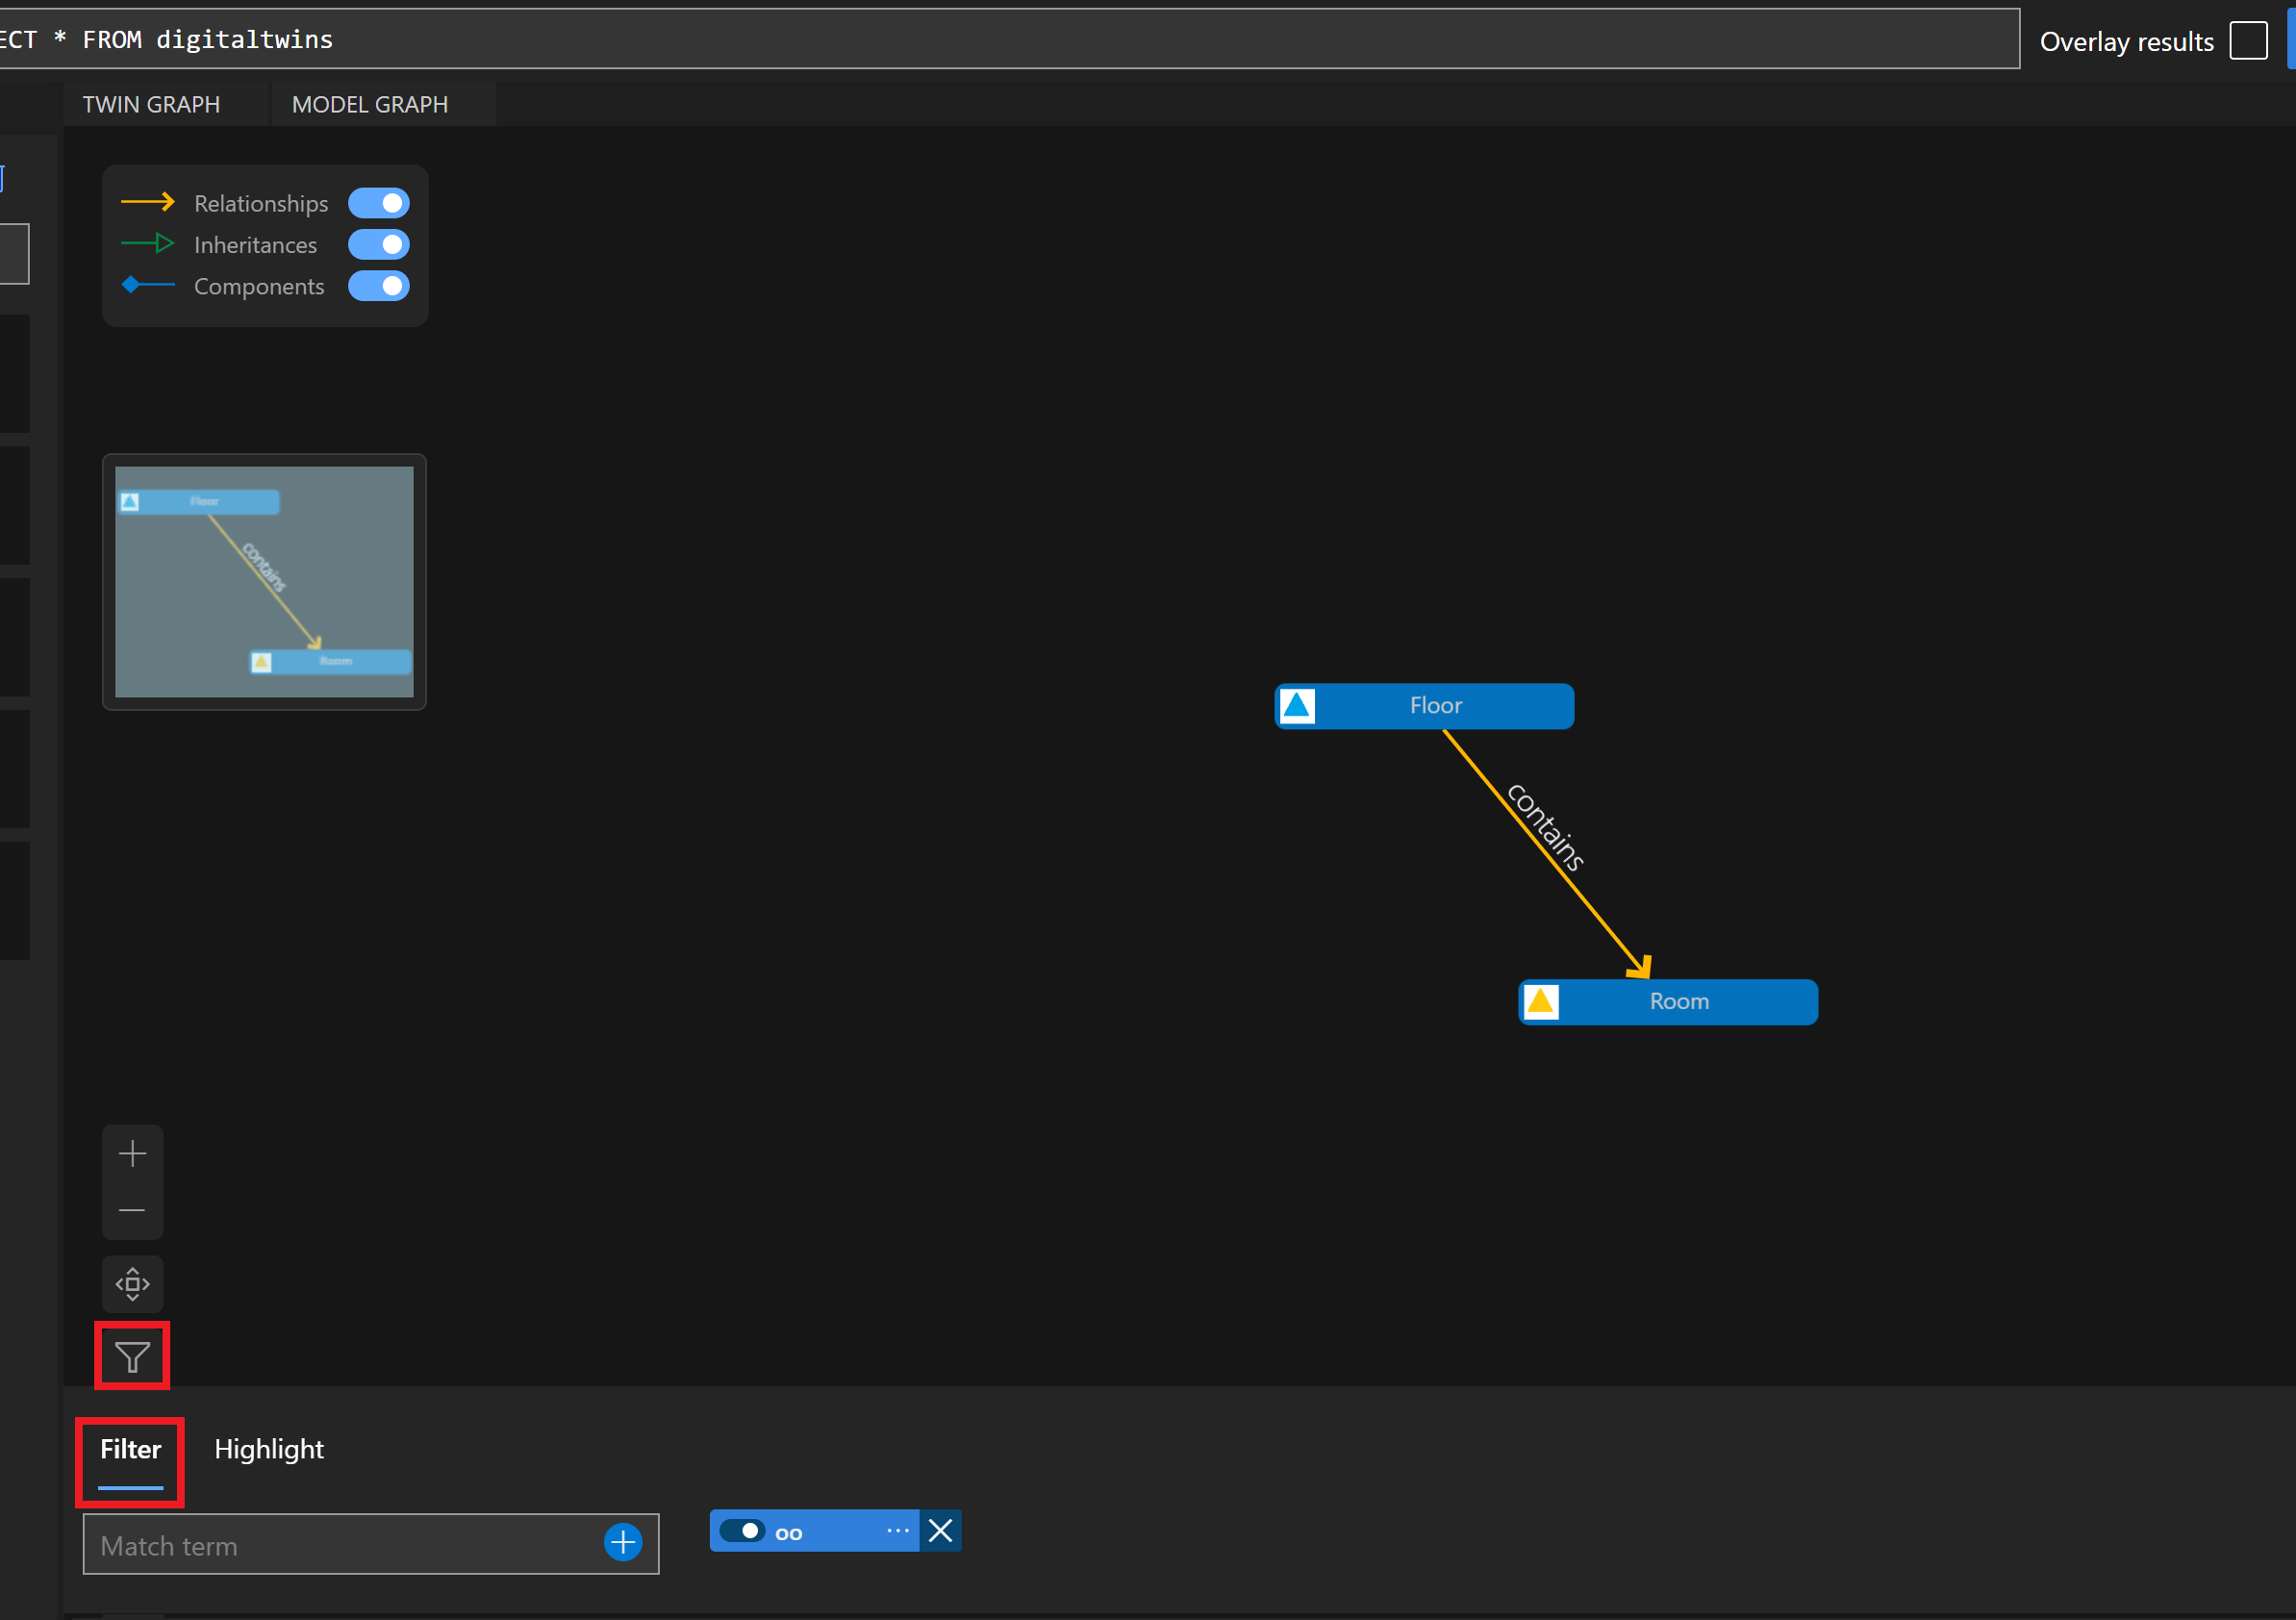 ECT * FROM digitaltwins
Overlay results
TWIN GRAPH
MODEL GRAPH
Relationships
Inheritances
Components
Floor
contains
Room
Floor
contains
Room
Filter
Highlight
Match term
oo